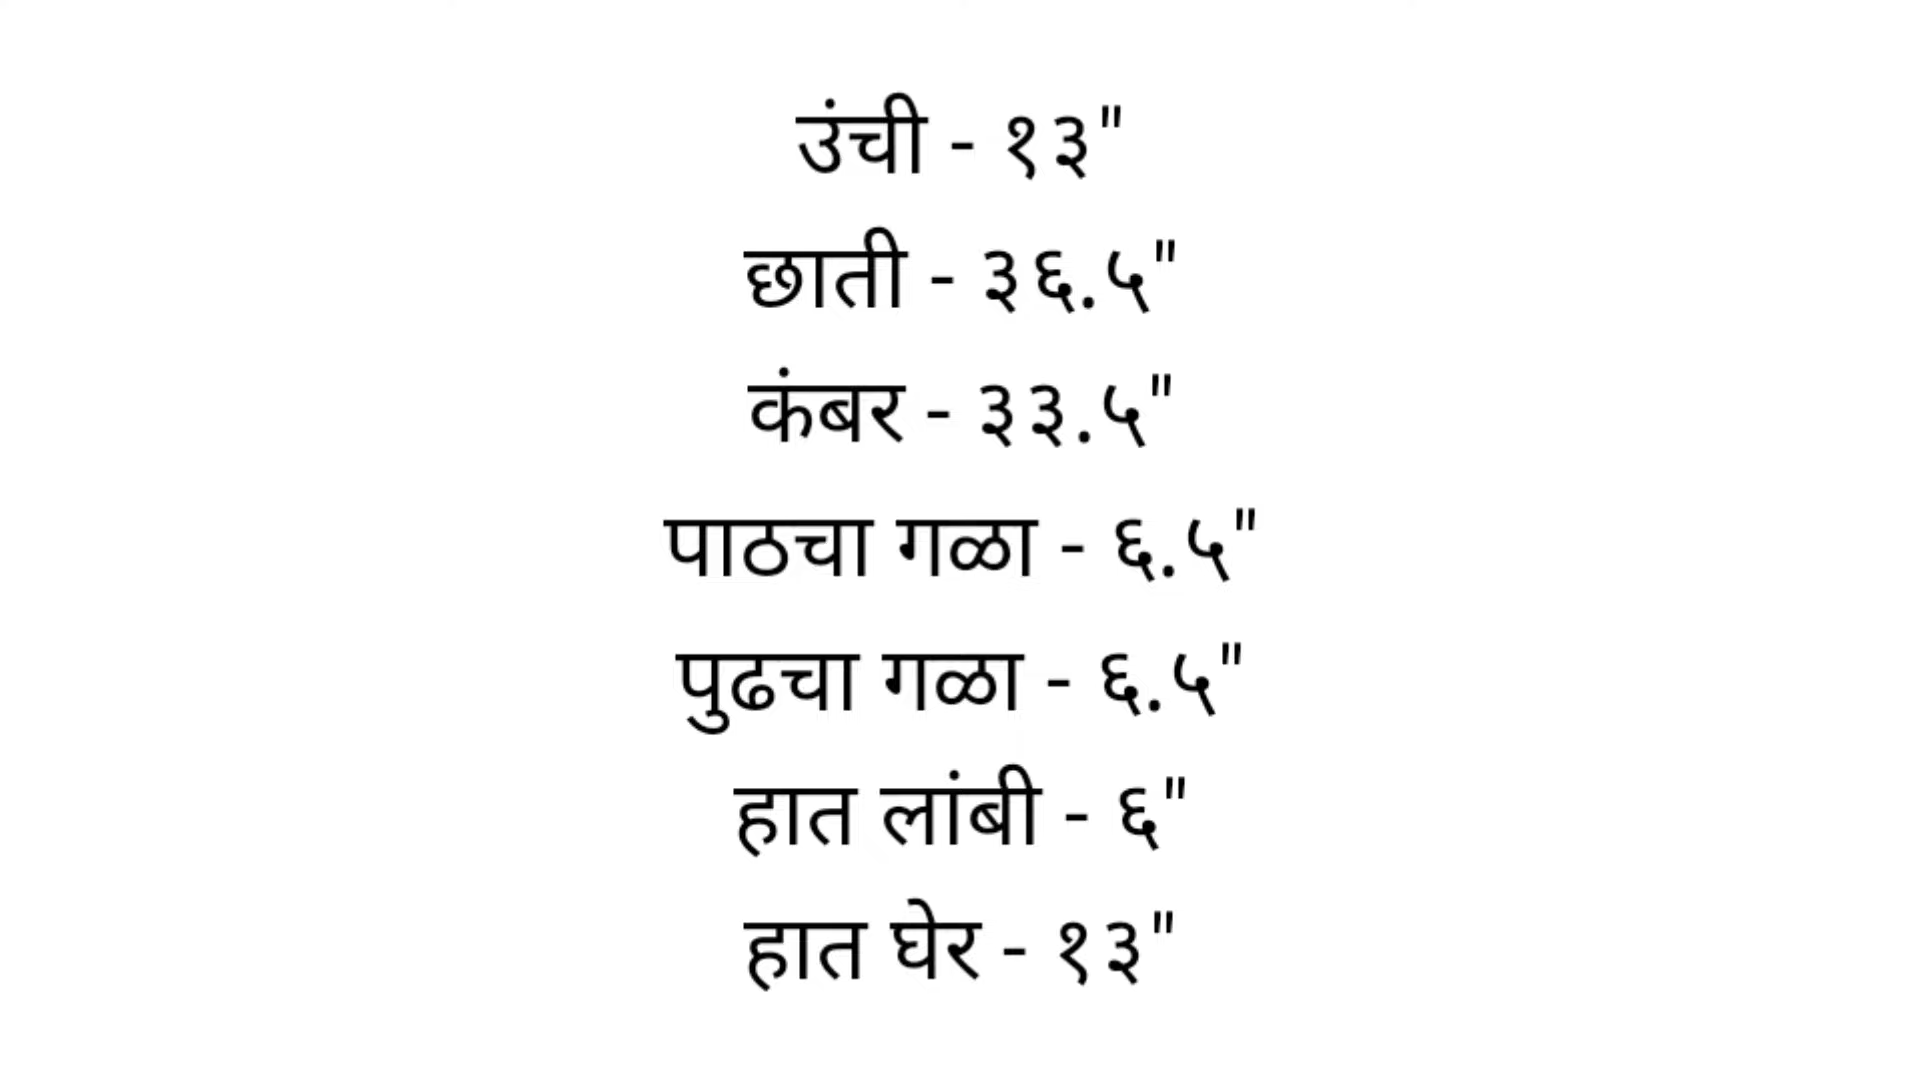 उंची - १३"
छाती - ३६.५"
कंबर - ३३.५"
पाठचा गळा - ६.५"
पुढचा गळा - ६.५"
हात लांबी - ६"
हात घेर - १३"